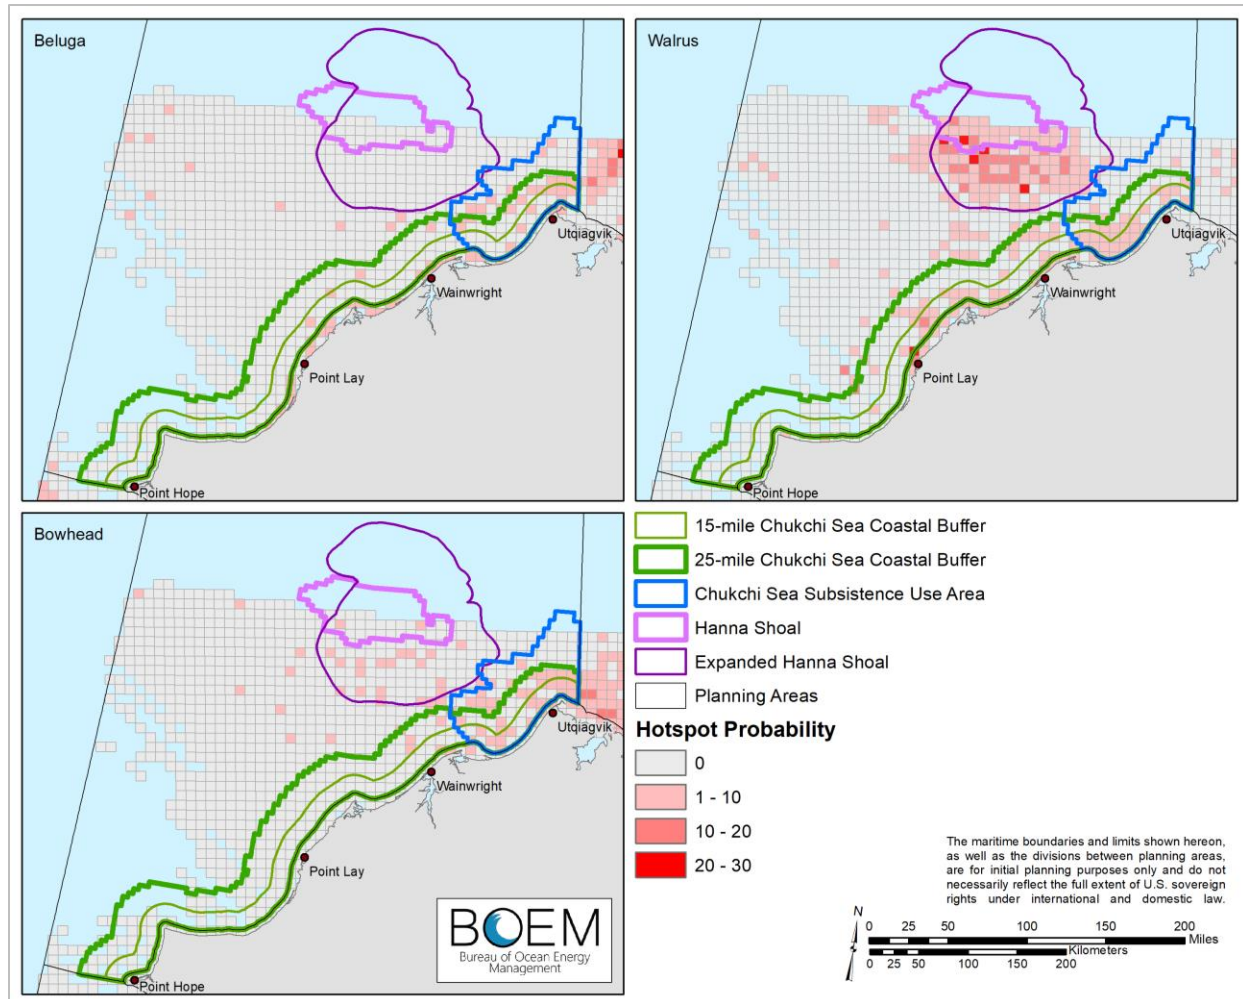 Beluga
Utqiagvik
Wainwright
Point Lay
Point Hope
Walrus
Utqiagvik
Wainwright
Point Lay
Point Hope
Bowhead
Utqiagvik
Wainwright
Point Lay
Point Hope
BOEM
Bureau of Ocean Energy
Management
15-mile Chukchi Sea Coastal Buffer
25-mile Chukchi Sea Coastal Buffer
Chukchi Sea Subsistence Use Area
Hanna Shoal
Expanded Hanna Shoal
Planning Areas
Hotspot Probability
0
1 - 10
10 - 20
20 - 30
The maritime boundaries and limits shown hereon,
as well as the divisions between planning areas,
are for initial planning purposes only and do not
necessarily reflect the full extent of U.S. sovereign
rights under international and domestic law.
N
0 25 50 100 150 200
Miles
Kilometers
0 25 50 100 150 200